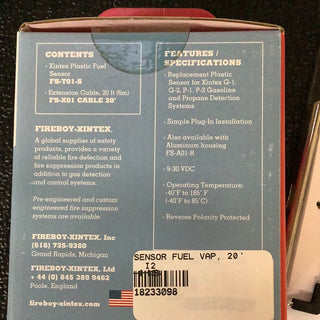 CONTENTS
· Xintex Plastic Fuel
Sensor
FS-T01-S
· Extension Cable, 20 ft (6m)
FS-X01 CABLE 20'
FIREBOY-XINTEX,
A global supplier of safety
products, provides a variety
of reliable fire detection and
fire suppression products in
addition to gas detection
and control systems.
Pre-engineered and custom
engineered fire suppression
systems are available.
FIREBOY-XINTEX, Inc
(616) 735-9380
Grand Rapids, Michigan
FIREBOY-XINTEX, Ltd
+ 44 (0) 845 389 9462
Poole, England
fireboy-xintex.com
FEATURES /
SPECIFICATIONS
· Replacement Plastic
Sensor for Xintex G-1,
G-2, P-1, P-2 Gasoline
and Propane Detection
Systems
· Simple Plug-In Installation
· Also available with
Aluminum housing
FS-A01-R
· 9-30 VDC
· Operating Temperature:
-40°F to 185° F
(-40°F to 85°C)
· Reverse Polarity Protected
SENSOR FUEL VAP, 20'
I2
18233098